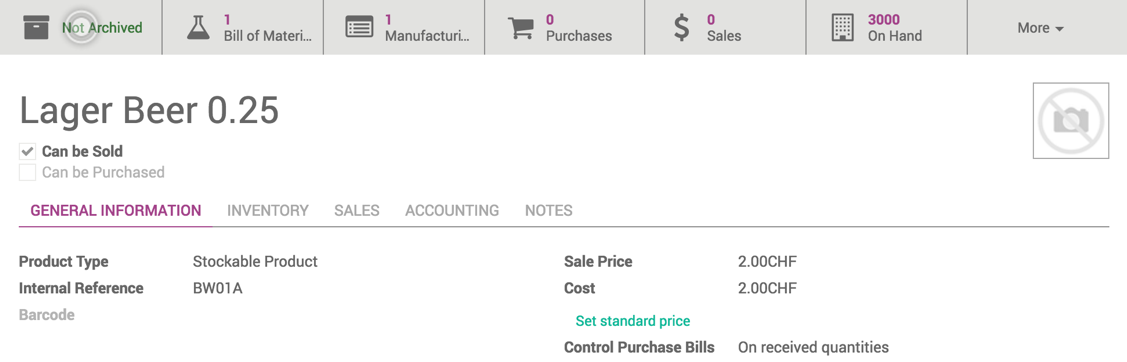 Not Archived
1
Bill of Materi...
1
Manufacturi...
0
Purchases
0
Sales
3000
On Hand
More
Lager Beer 0.25
Can be Sold
Can be Purchased
GENERAL INFORMATION INVENTORY SALES ACCOUNTING NOTES
Product Type Stockable Product
Internal Reference BW01A
Barcode
Sale Price 2.00CHF
Cost 2.00CHF
Set standard price
Control Purchase Bills On received quantities